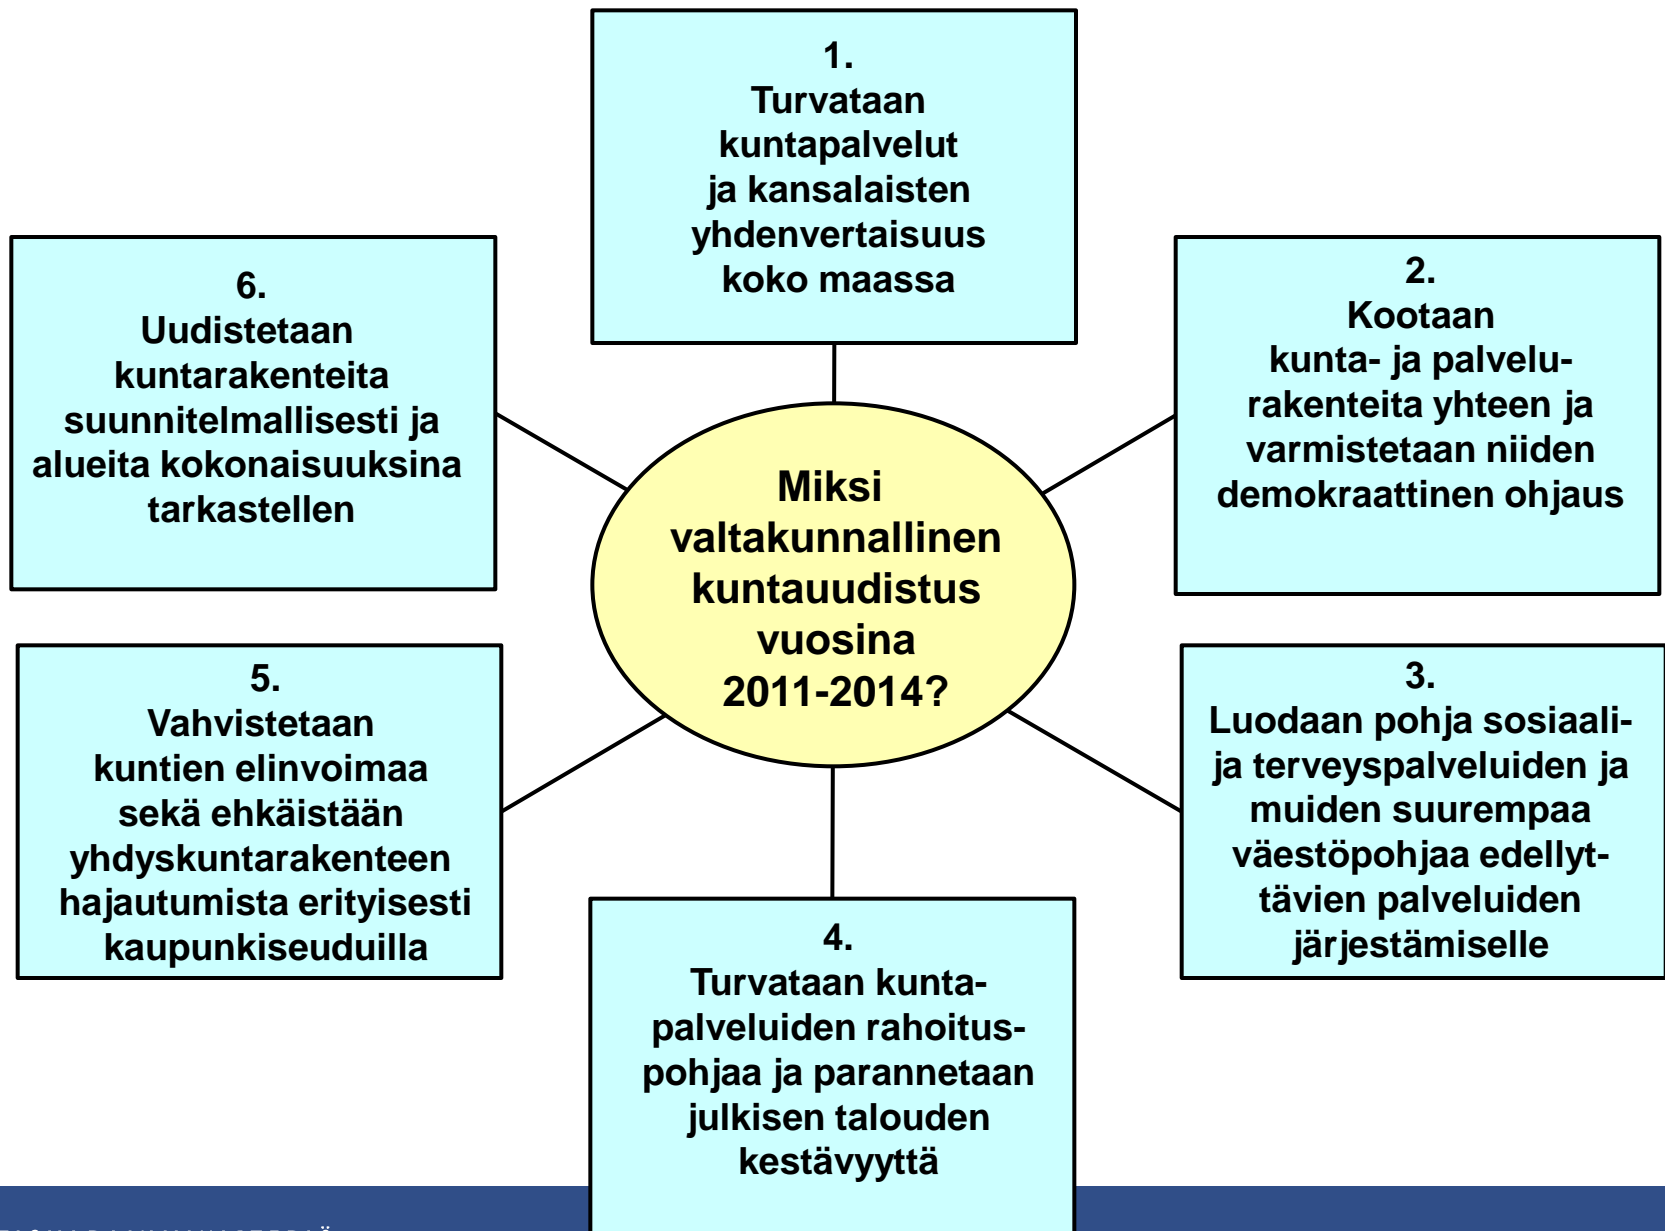 1.
Turvataan
kuntapalvelut
ja kansalaisten
yhdenvertaisuus
koko maassa
2.
Kootaan
kunta- ja palvelu-
rakenteita yhteen ja
varmistetaan niiden
demokraattinen ohjaus
3.
Luodaan pohja sosiaali-
ja terveyspalveluiden ja
muiden suurempaa
väestöpohjaa edellyt-
tävien palveluiden
järjestämiselle
4.
Turvataan kunta-
palveluiden rahoitus-
pohjaa ja parannetaan
julkisen talouden
kestävyyttä
5.
Vahvistetaan
kuntien elinvoimaa
sekä ehkäistään
yhdyskuntarakenteen
hajautumista erityisesti
kaupunkiseuduilla
6.
Uudistetaan
kuntarakenteita
suunnitelmallisesti ja
alueita kokonaisuuksina
tarkastellen
Miksi
valtakunnallinen
kuntauudistus
vuosina
2011-2014?